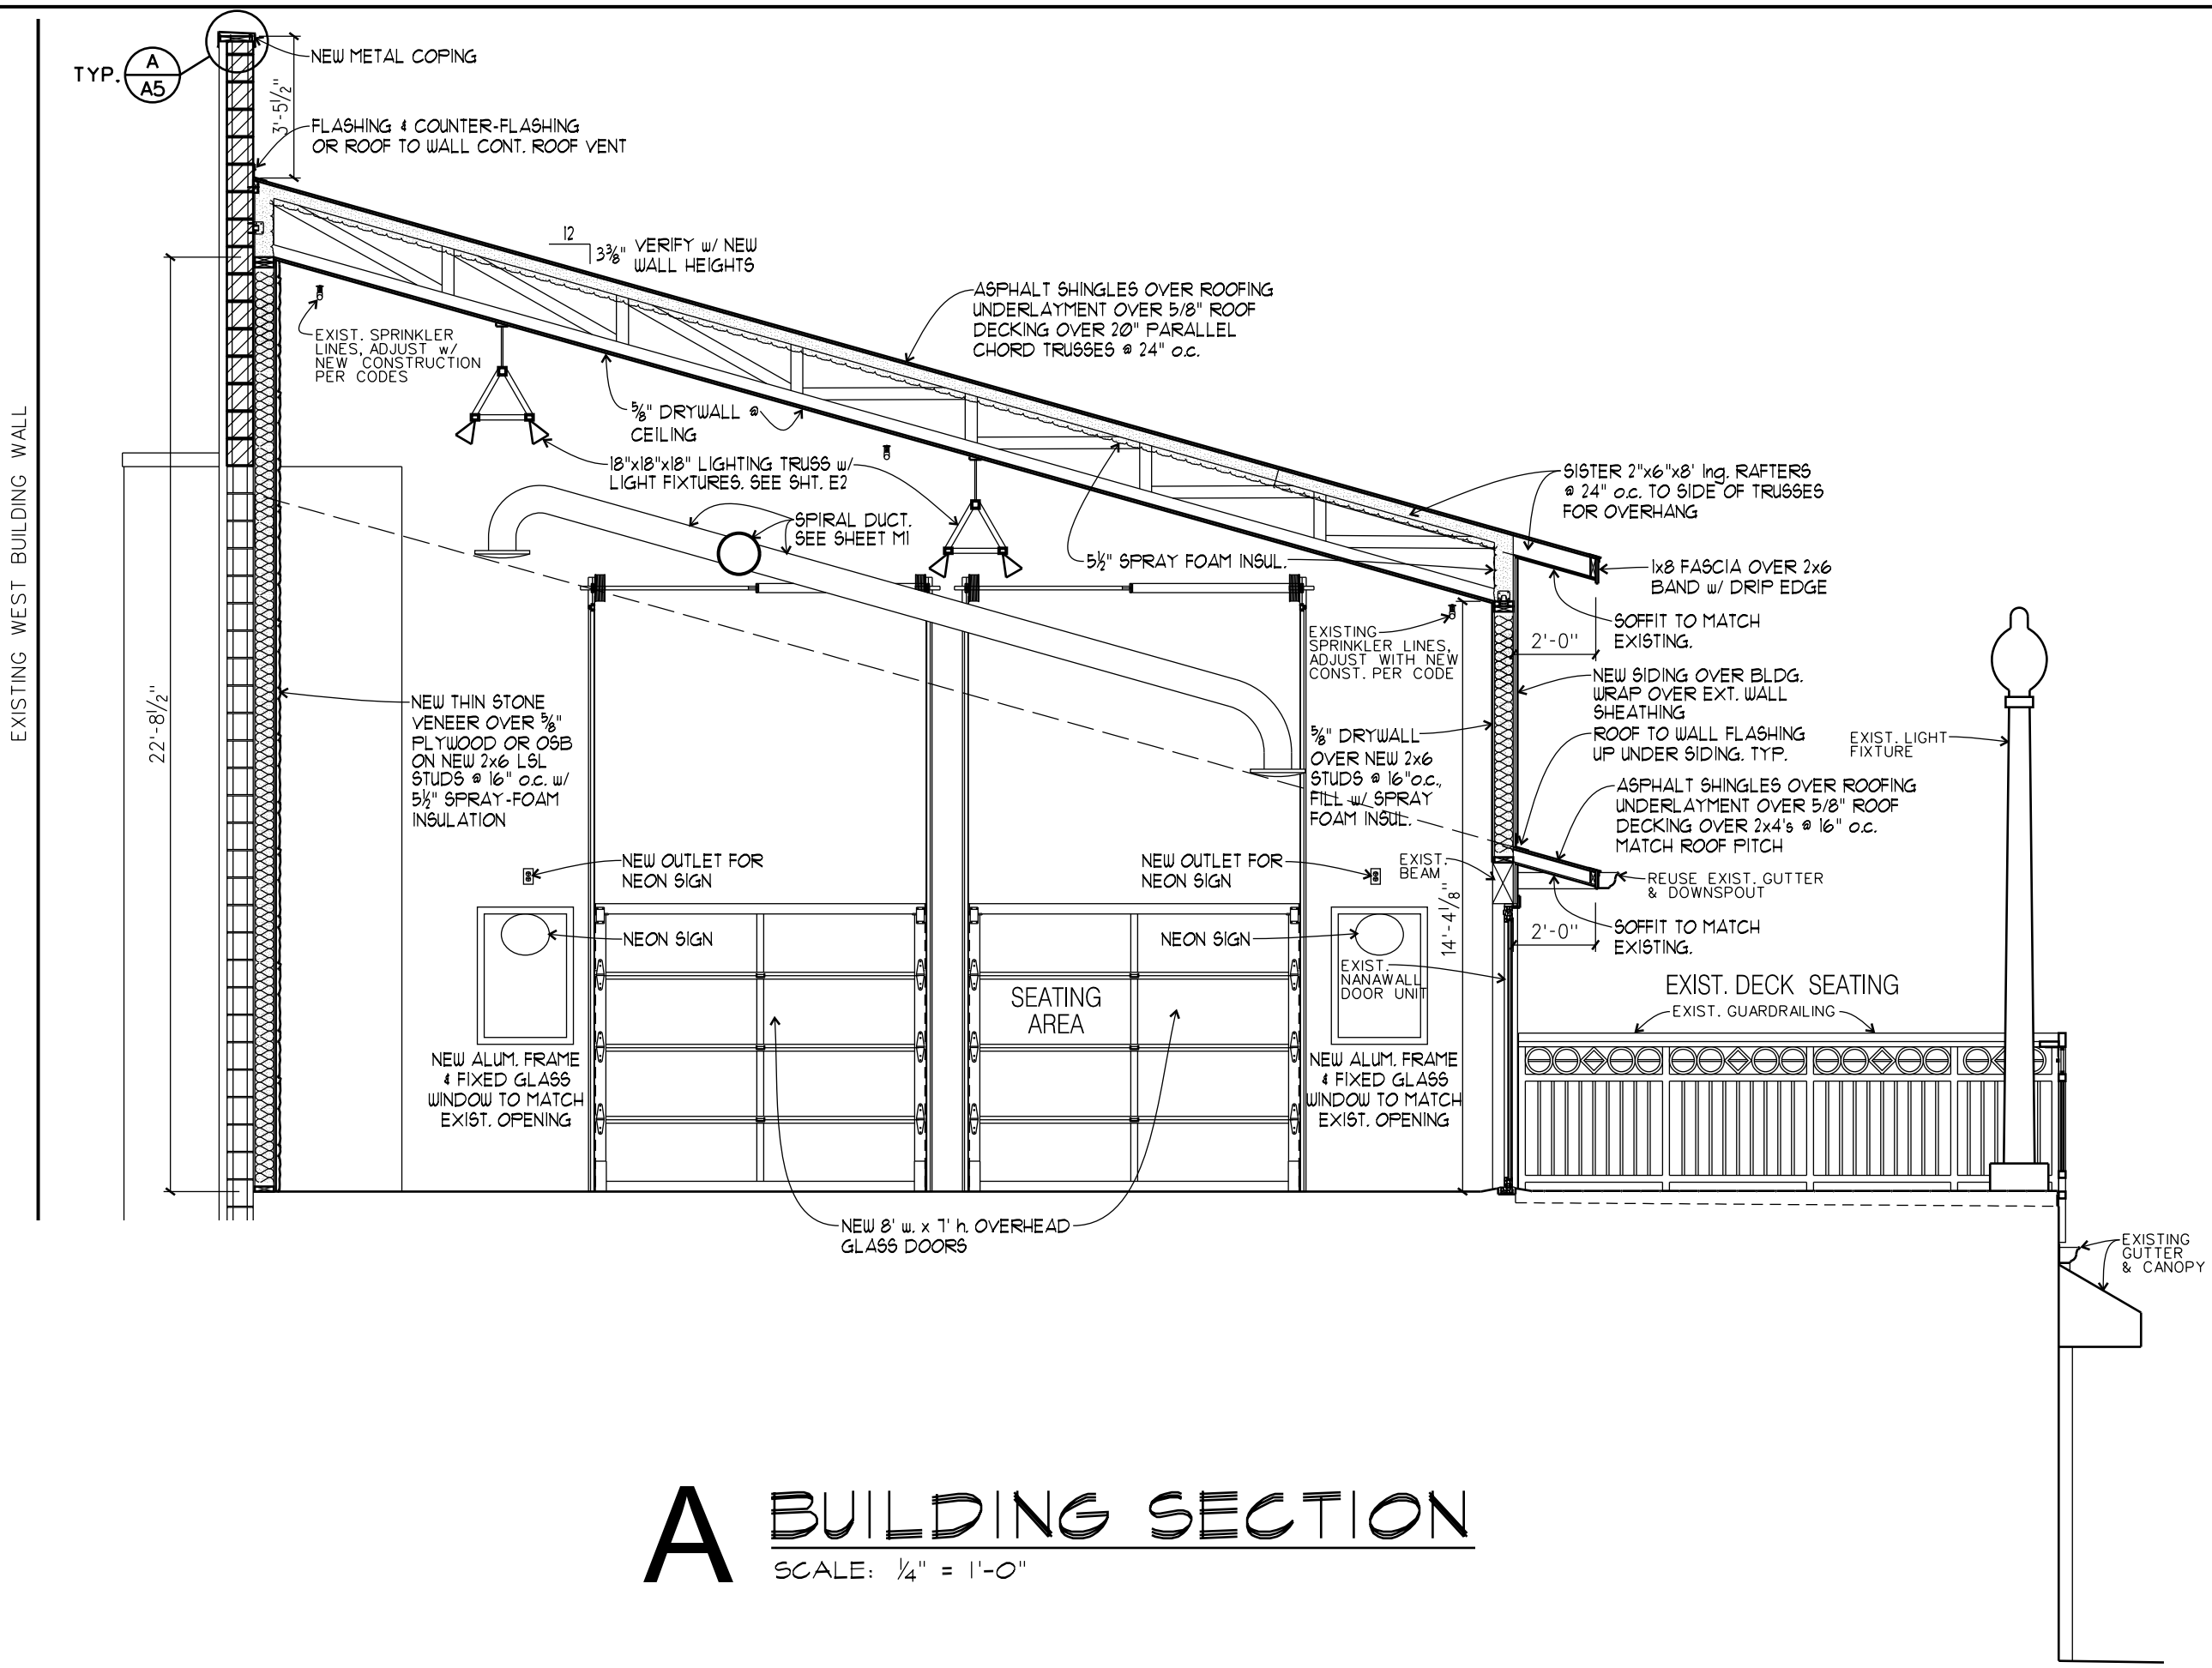 TYP.
A
A5
NEW METAL COPING
3'-5½"
FLASHING & COUNTER-FLASHING
OR ROOF TO WALL CONT. ROOF VENT
12
3⅜"
VERIFY w/ NEW
WALL HEIGHTS
EXIST. SPRINKLER
LINES, ADJUST w/
NEW CONSTRUCTION
PER CODES
ASPHALT SHINGLES OVER ROOFING
UNDERLAYMENT OVER 5/8" ROOF
DECKING OVER 20" PARALLEL
CHORD TRUSSES @ 24" o.c.
⅝" DRYWALL @
CEILING
18"x18"x18" LIGHTING TRUSS w/
LIGHT FIXTURES. SEE SHT. E2
SPIRAL DUCT.
SEE SHEET M1
5½" SPRAY FOAM INSUL.
SISTER 2"x6"x8' lng. RAFTERS
@ 24" o.c. TO SIDE OF TRUSSES
FOR OVERHANG
1x8 FASCIA OVER 2x6
BAND w/ DRIP EDGE
SOFFIT TO MATCH
EXISTING.
2'-0"
EXISTING
SPRINKLER LINES,
ADJUST WITH NEW
CONST. PER CODE
EXISTING WEST BUILDING WALL
22'-8½"
NEW THIN STONE
VENEER OVER ⅝"
PLYWOOD OR OSB
ON NEW 2x6 LSL
STUDS @ 16" o.c. w/
5½" SPRAY-FOAM
INSULATION
NEW SIDING OVER BLDG.
WRAP OVER EXT. WALL
SHEATHING
ROOF TO WALL FLASHING
UP UNDER SIDING. TYP.
⅝" DRYWALL
OVER NEW 2x6
STUDS @ 16"o.c.,
FILL w/ SPRAY
FOAM INSUL.
EXIST. LIGHT
FIXTURE
ASPHALT SHINGLES OVER ROOFING
UNDERLAYMENT OVER 5/8" ROOF
DECKING OVER 2x4's @ 16" o.c.
MATCH ROOF PITCH
NEW OUTLET FOR
NEON SIGN
NEW OUTLET FOR
NEON SIGN
EXIST.
BEAM
14'-4⅛"
REUSE EXIST. GUTTER
& DOWNSPOUT
SOFFIT TO MATCH
EXISTING.
2'-0"
NEON SIGN
NEON SIGN
EXIST.
NANAWALL
DOOR UNIT
SEATING
AREA
EXIST. DECK SEATING
EXIST. GUARDRAILING
NEW ALUM. FRAME
& FIXED GLASS
WINDOW TO MATCH
EXIST. OPENING
NEW ALUM. FRAME
& FIXED GLASS
WINDOW TO MATCH
EXIST. OPENING
NEW 8' w. x 7' h. OVERHEAD
GLASS DOORS
EXISTING
GUTTER
& CANOPY
A BUILDING SECTION
SCALE: ¼" = 1'-0"